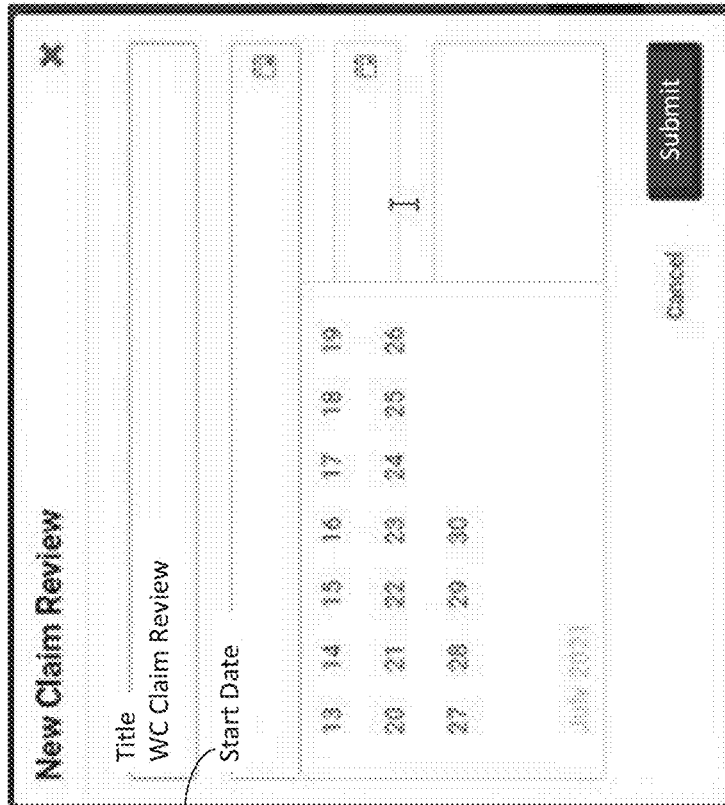 New Claim Review
Title
WC Claim Review
Start Date
13 14 15 16 17 18 19
20 21 22 23 24 25 26
27 28 29 30
Cancel
Submit